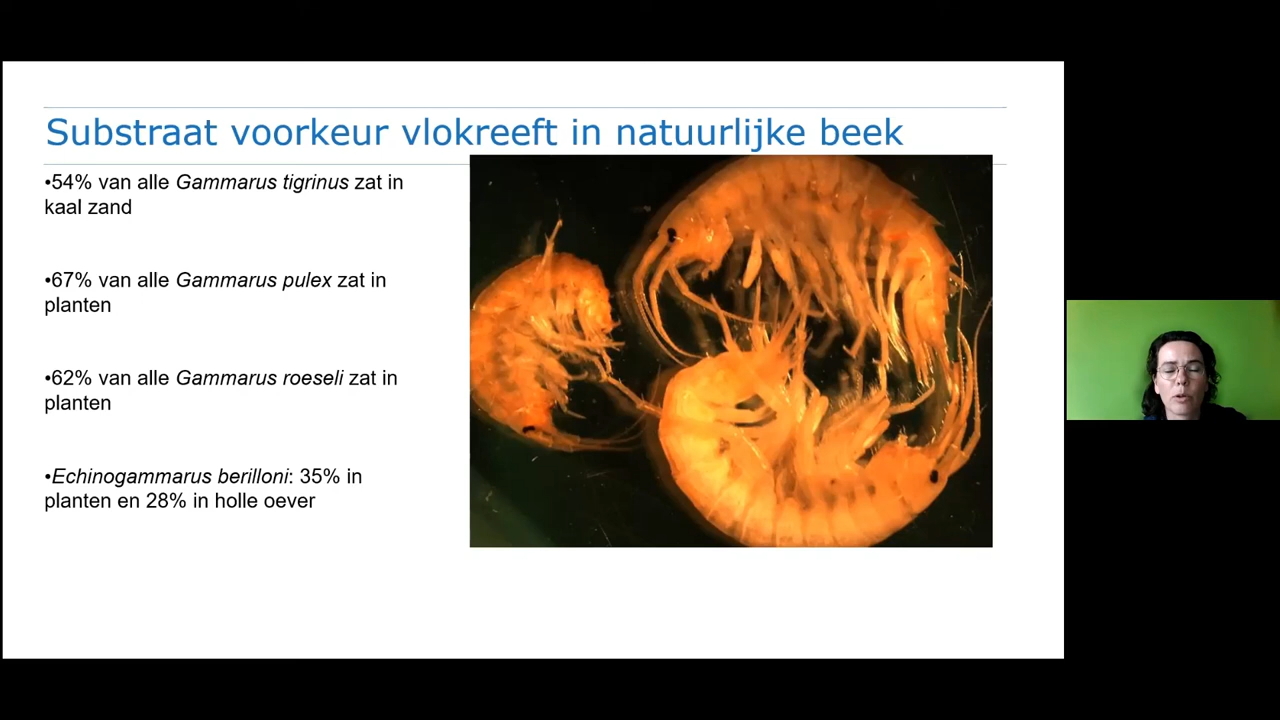 Substraat voorkeur vlokreeft in natuurlijke beek
•54% van alle Gammarus tigrinus zat in
kaal zand
•67% van alle Gammarus pulex zat in
planten
•62% van alle Gammarus roeseli zat in
planten
•Echinogammarus berilloni: 35% in
planten en 28% in holle oever